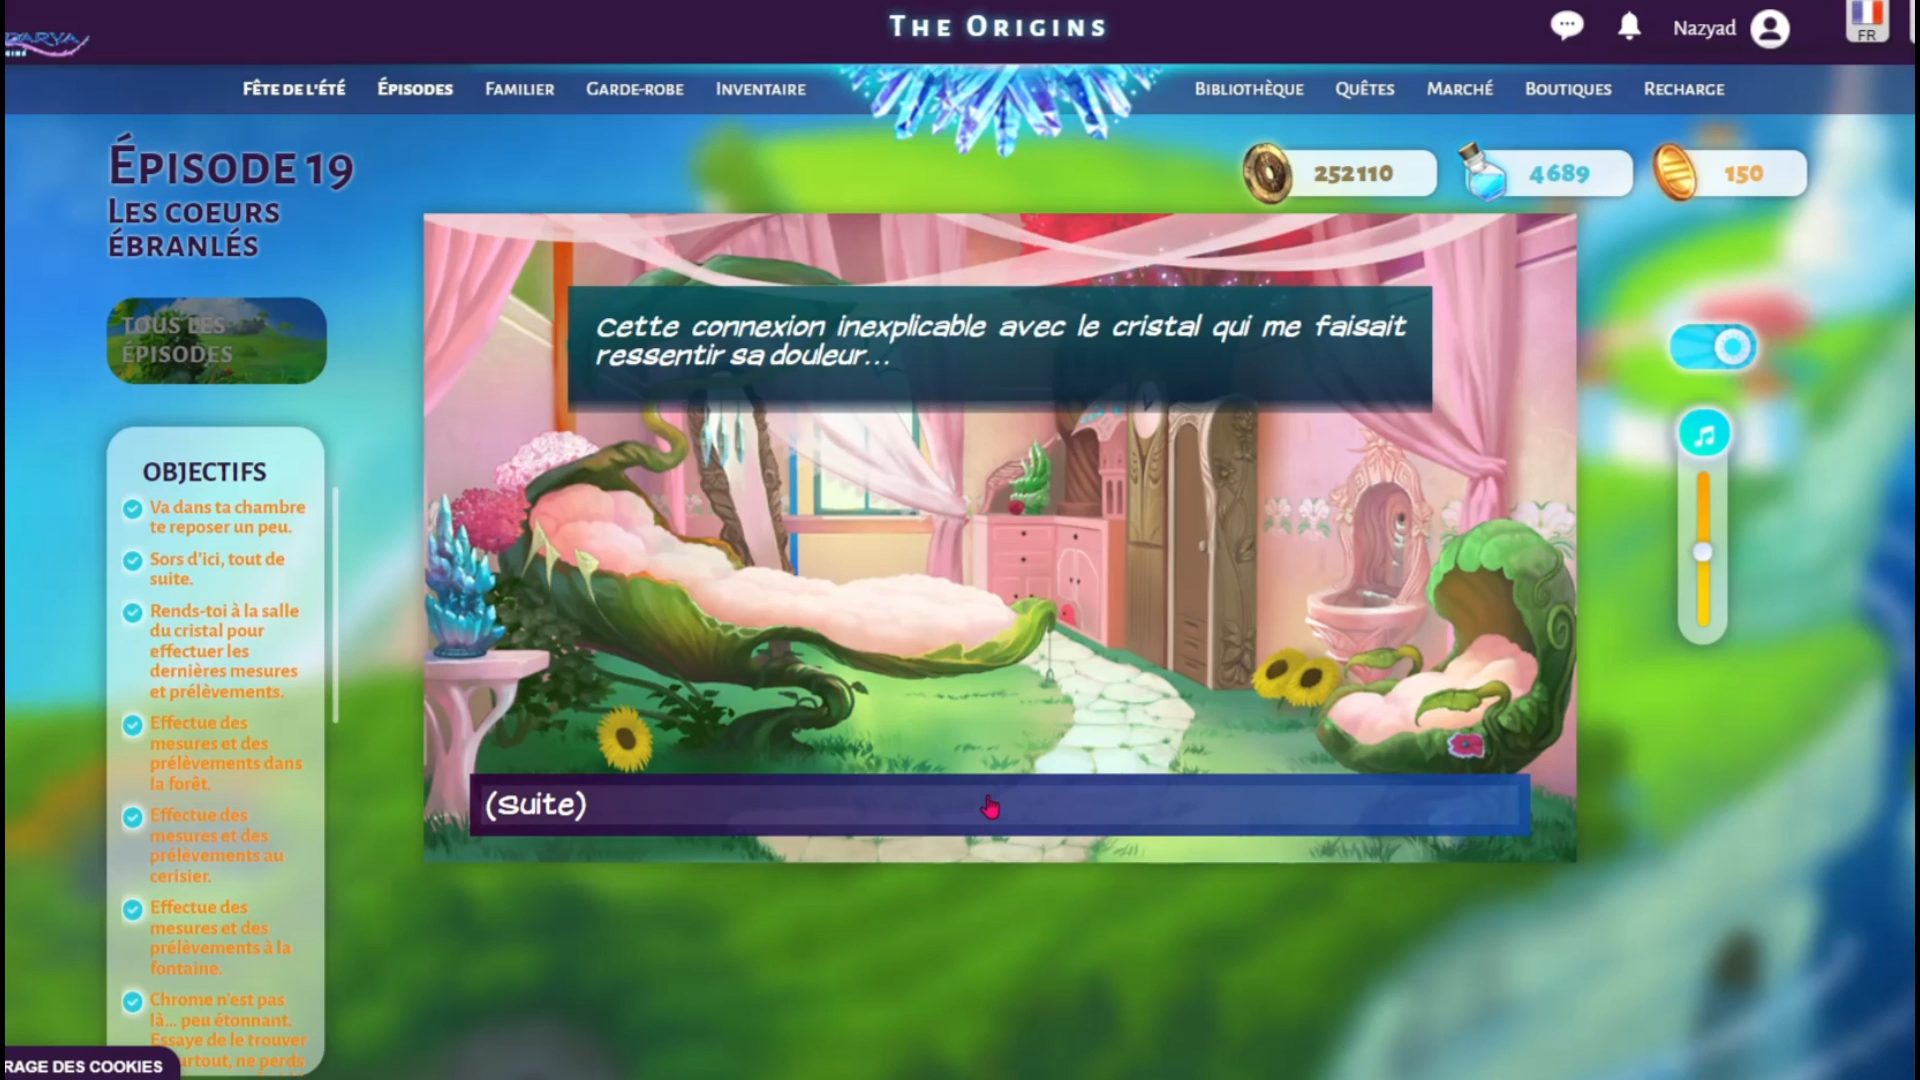 THE ORIGINS
Nazyad
FR
FÊTE DE L'ÉTÉ
ÉPISODES
FAMILIER
GARDE-ROBE
INVENTAIRE
BIBLIOTHÈQUE
QUÊTES
MARCHÉ
BOUTIQUES
RECHARGE
ÉPISODE 19
LES COEURS
ÉBRANLÉS
252110
4689
150
TOUS LES
ÉPISODES
Cette connexion inexplicable avec le cristal qui me faisait
ressentir sa douleur...
(Suite)
OBJECTIFS
Va dans ta chambre
te reposer un peu.
Sors d'ici, tout de
suite.
Rends-toi à la salle
du cristal pour
effectuer les
dernières mesures
et prélèvements.
Effectue des
mesures et des
prélèvements dans
la forêt.
Effectue des
mesures et des
prélèvements au
cerisier.
Effectue des
mesures et des
prélèvements à la
fontaine.
Chrome n'est pas
là... peu étonnant.
Essaye de le trouver
urtout, ne perds
RAGE DES COOKIES